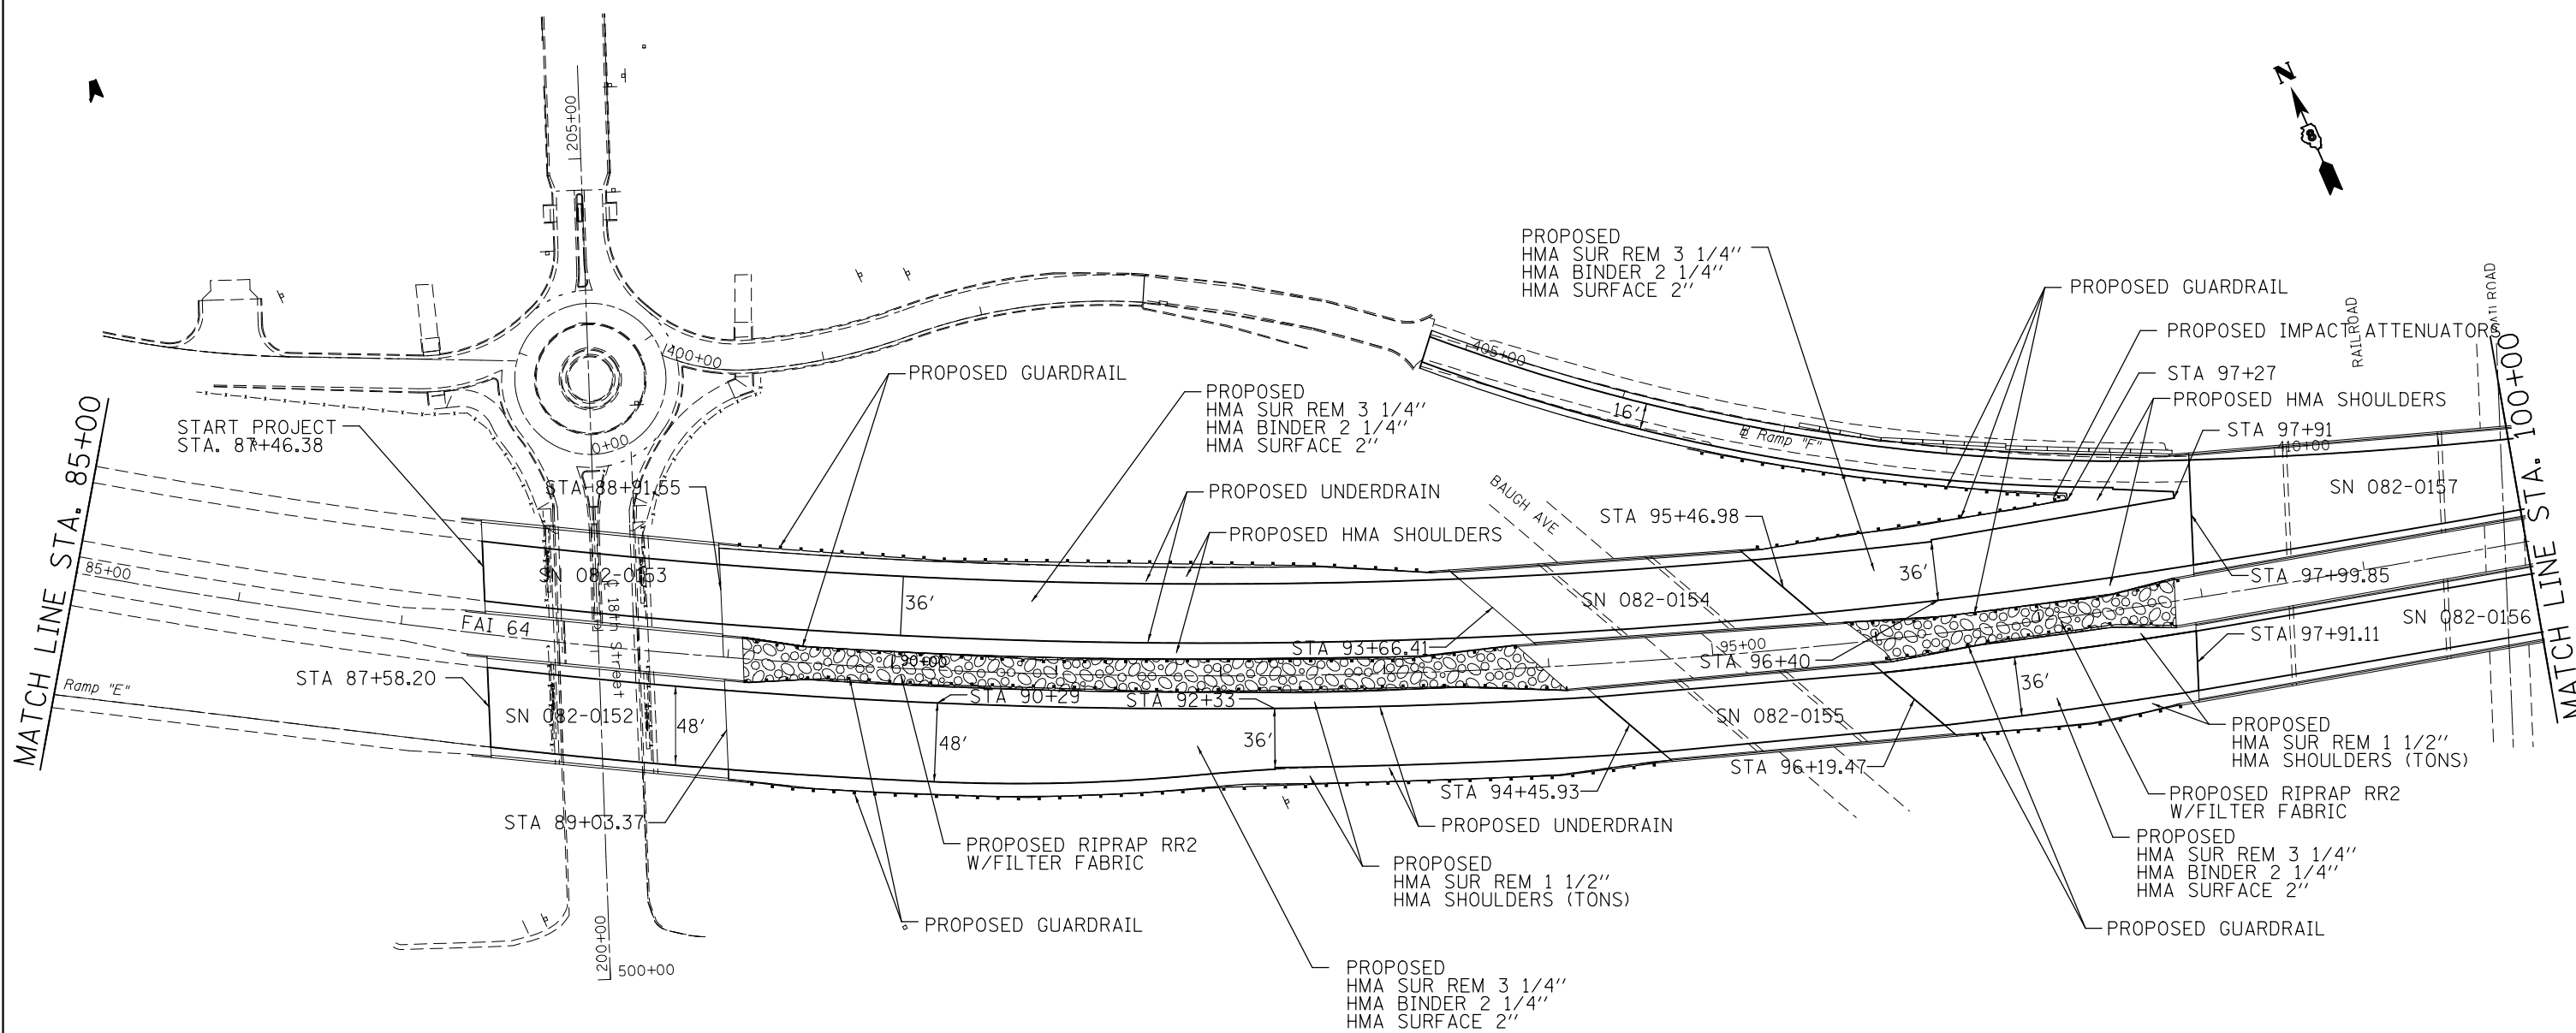 N
205+00
PROPOSED
HMA SUR REM 3 1/4"
HMA BINDER 2 1/4"
HMA SURFACE 2"
PROPOSED GUARDRAIL
RAILROAD
PROPOSED IMPACT ATTENUATORS
400+00
405+00
MATCH LINE STA. 100+00
PROPOSED GUARDRAIL
STA 97+27
PROPOSED
HMA SUR REM 3 1/4"
HMA BINDER 2 1/4"
HMA SURFACE 2"
PROPOSED HMA SHOULDERS
16'
START PROJECT
STA. 87+46.38
STA 97+91
℄ Ramp "F"
410+00
0+00
MATCH LINE STA. 85+00
STA 88+91.55
PROPOSED UNDERDRAIN
BAUGH AVE
SN 082-0157
STA 95+46.98
PROPOSED HMA SHOULDERS
85+00
SN 082-0153
36'
36'
STA 97+99.85
℄ 18th Street
SN 082-0154
FAI 64
SN 082-0156
STA 97+91.11
STA 93+66.41
95+00
STA 96+40
90+00
STA 87+58.20
Ramp "E"
STA 90+29
STA 92+33
36'
SN 082-0152
48'
48'
36'
SN 082-0155
PROPOSED
HMA SUR REM 1 1/2"
HMA SHOULDERS (TONS)
STA 96+19.47
STA 94+45.93
PROPOSED RIPRAP RR2
W/FILTER FABRIC
STA 89+03.37
PROPOSED UNDERDRAIN
PROPOSED
HMA SUR REM 3 1/4"
HMA BINDER 2 1/4"
HMA SURFACE 2"
PROPOSED RIPRAP RR2
W/FILTER FABRIC
PROPOSED
HMA SUR REM 1 1/2"
HMA SHOULDERS (TONS)
PROPOSED GUARDRAIL
PROPOSED GUARDRAIL
200+00
500+00
PROPOSED
HMA SUR REM 3 1/4"
HMA BINDER 2 1/4"
HMA SURFACE 2"